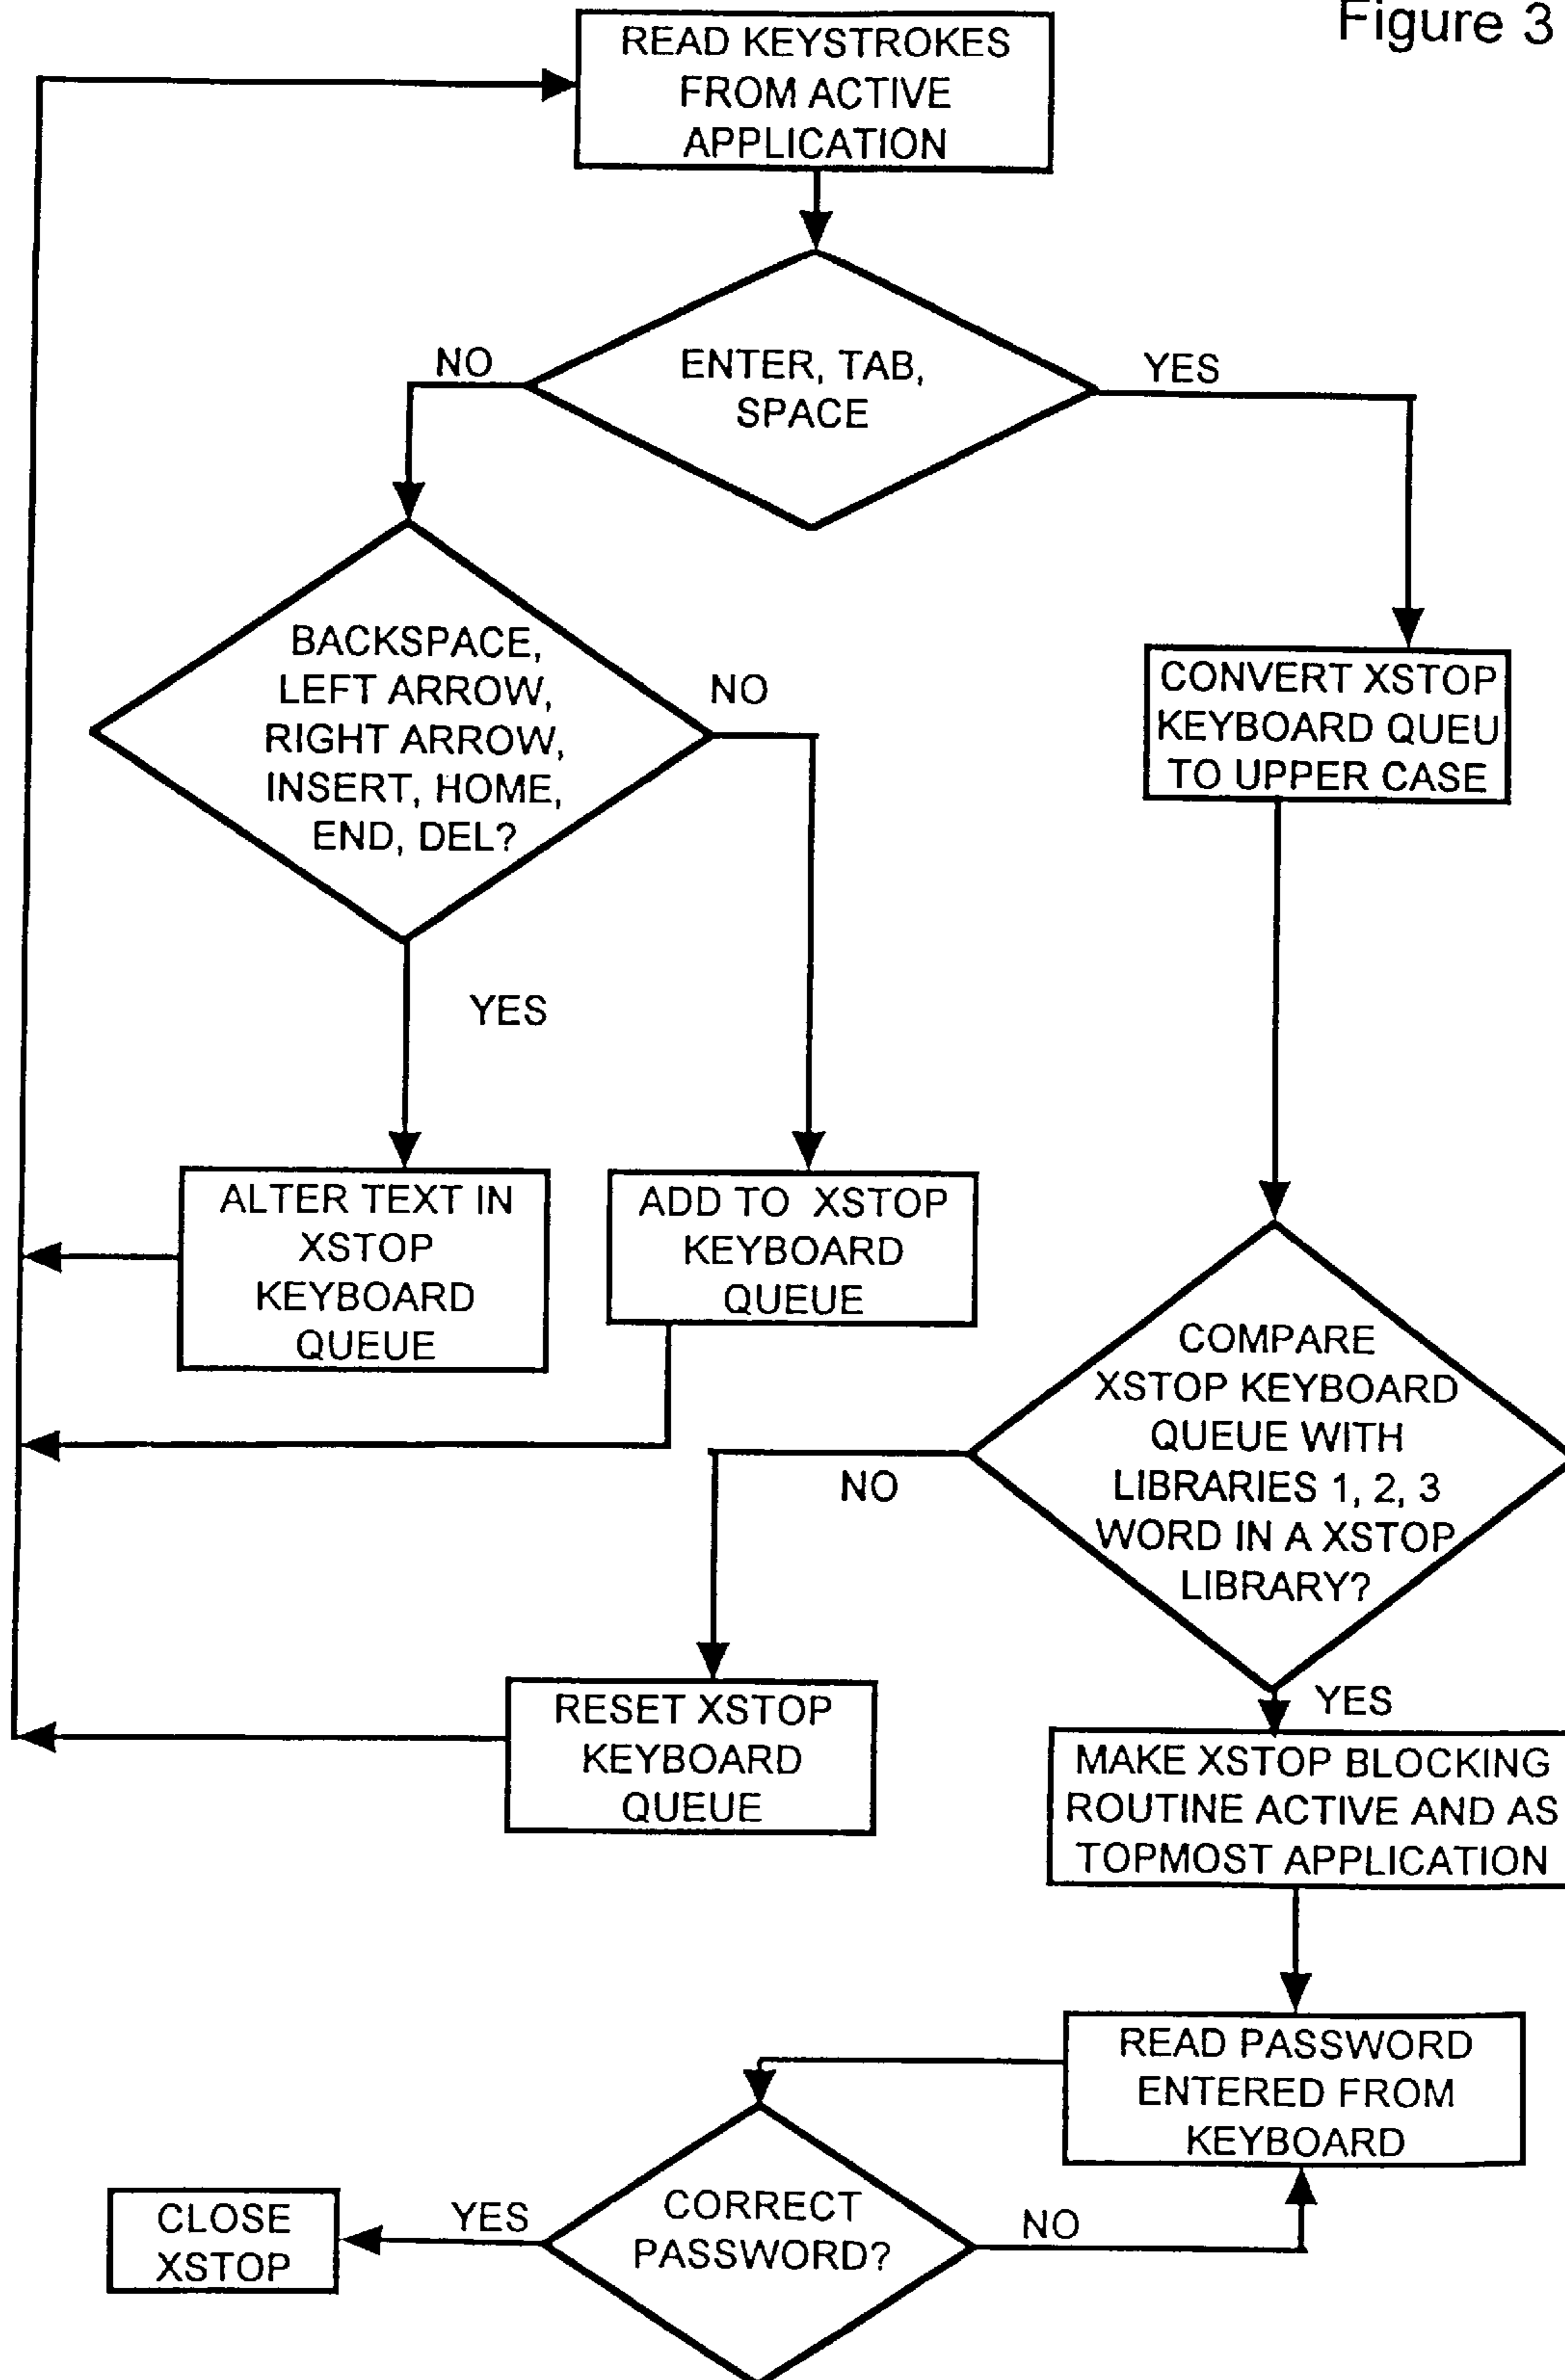 Figure 3
READ KEYSTROKES
FROM ACTIVE
APPLICATION
ENTER, TAB,
SPACE
NO
YES
BACKSPACE,
LEFT ARROW,
RIGHT ARROW,
INSERT, HOME,
END, DEL?
NO
YES
CONVERT XSTOP
KEYBOARD QUEU
TO UPPER CASE
ALTER TEXT IN
XSTOP
KEYBOARD
QUEUE
ADD TO XSTOP
KEYBOARD
QUEUE
COMPARE
XSTOP KEYBOARD
QUEUE WITH
LIBRARIES 1, 2, 3
WORD IN A XSTOP
LIBRARY?
NO
YES
RESET XSTOP
KEYBOARD
QUEUE
MAKE XSTOP BLOCKING
ROUTINE ACTIVE AND AS
TOPMOST APPLICATION
READ PASSWORD
ENTERED FROM
KEYBOARD
CORRECT
PASSWORD?
NO
YES
CLOSE
XSTOP